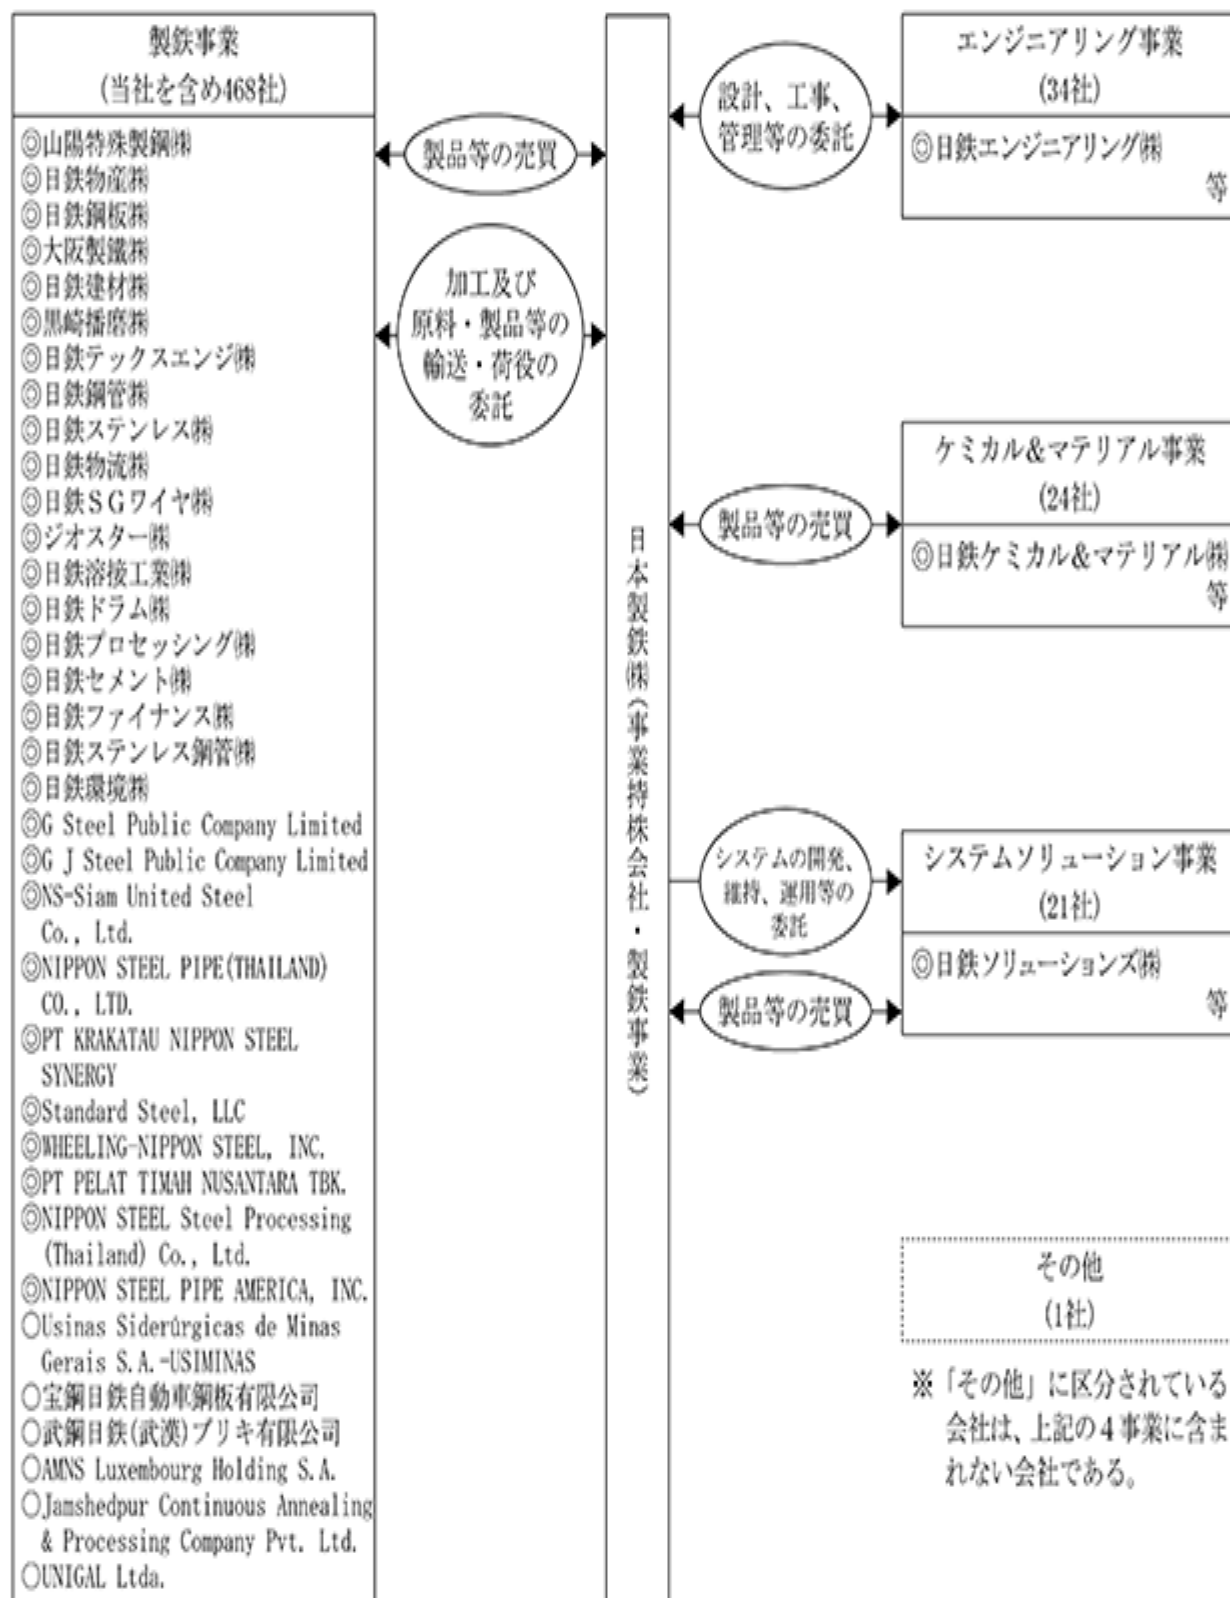 製鉄事業
(当社を含め468社)
◎山陽特殊製鋼㈱
◎日鉄物産㈱
◎日鉄鋼板㈱
◎大阪製鐵㈱
◎日鉄建材㈱
◎黒崎播磨㈱
◎日鉄テックスエンジ㈱
◎日鉄鋼管㈱
◎日鉄ステンレス㈱
◎日鉄物流㈱
◎日鉄SGワイヤ㈱
◎ジオスター㈱
◎日鉄溶接工業㈱
◎日鉄ドラム㈱
◎日鉄プロセッシング㈱
◎日鉄セメント㈱
◎日鉄ファイナンス㈱
◎日鉄ステンレス鋼管㈱
◎日鉄環境㈱
◎G Steel Public Company Limited
◎G J Steel Public Company Limited
◎NS-Siam United Steel
Co., Ltd.
◎NIPPON STEEL PIPE(THAILAND)
CO., LTD.
◎PT KRAKATAU NIPPON STEEL
SYNERGY
◎Standard Steel, LLC
◎WHEELING-NIPPON STEEL, INC.
◎PT PELAT TIMAH NUSANTARA TBK.
◎NIPPON STEEL Steel Processing
(Thailand) Co., Ltd.
◎NIPPON STEEL PIPE AMERICA, INC.
○Usinas Siderúrgicas de Minas
Gerais S.A.-USIMINAS
○宝鋼日鉄自動車鋼板有限公司
○武鋼日鉄(武漢)ブリキ有限公司
○AMNS Luxembourg Holding S.A.
○Jamshedpur Continuous Annealing
& Processing Company Pvt. Ltd.
○UNIGAL Ltda.
製品等の売買
加工及び
原料・製品等の
輸送・荷役の
委託
日本製鉄㈱(事業持株会社・製鉄事業)
設計、工事、
管理等の委託
製品等の売買
システムの開発、
維持、運用等の
委託
製品等の売買
エンジニアリング事業
(34社)
◎日鉄エンジニアリング㈱
等
ケミカル&マテリアル事業
(24社)
◎日鉄ケミカル&マテリアル㈱
等
システムソリューション事業
(21社)
◎日鉄ソリューションズ㈱
等
その他
(1社)
※「その他」に区分されている
会社は、上記の4事業に含ま
れない会社である。